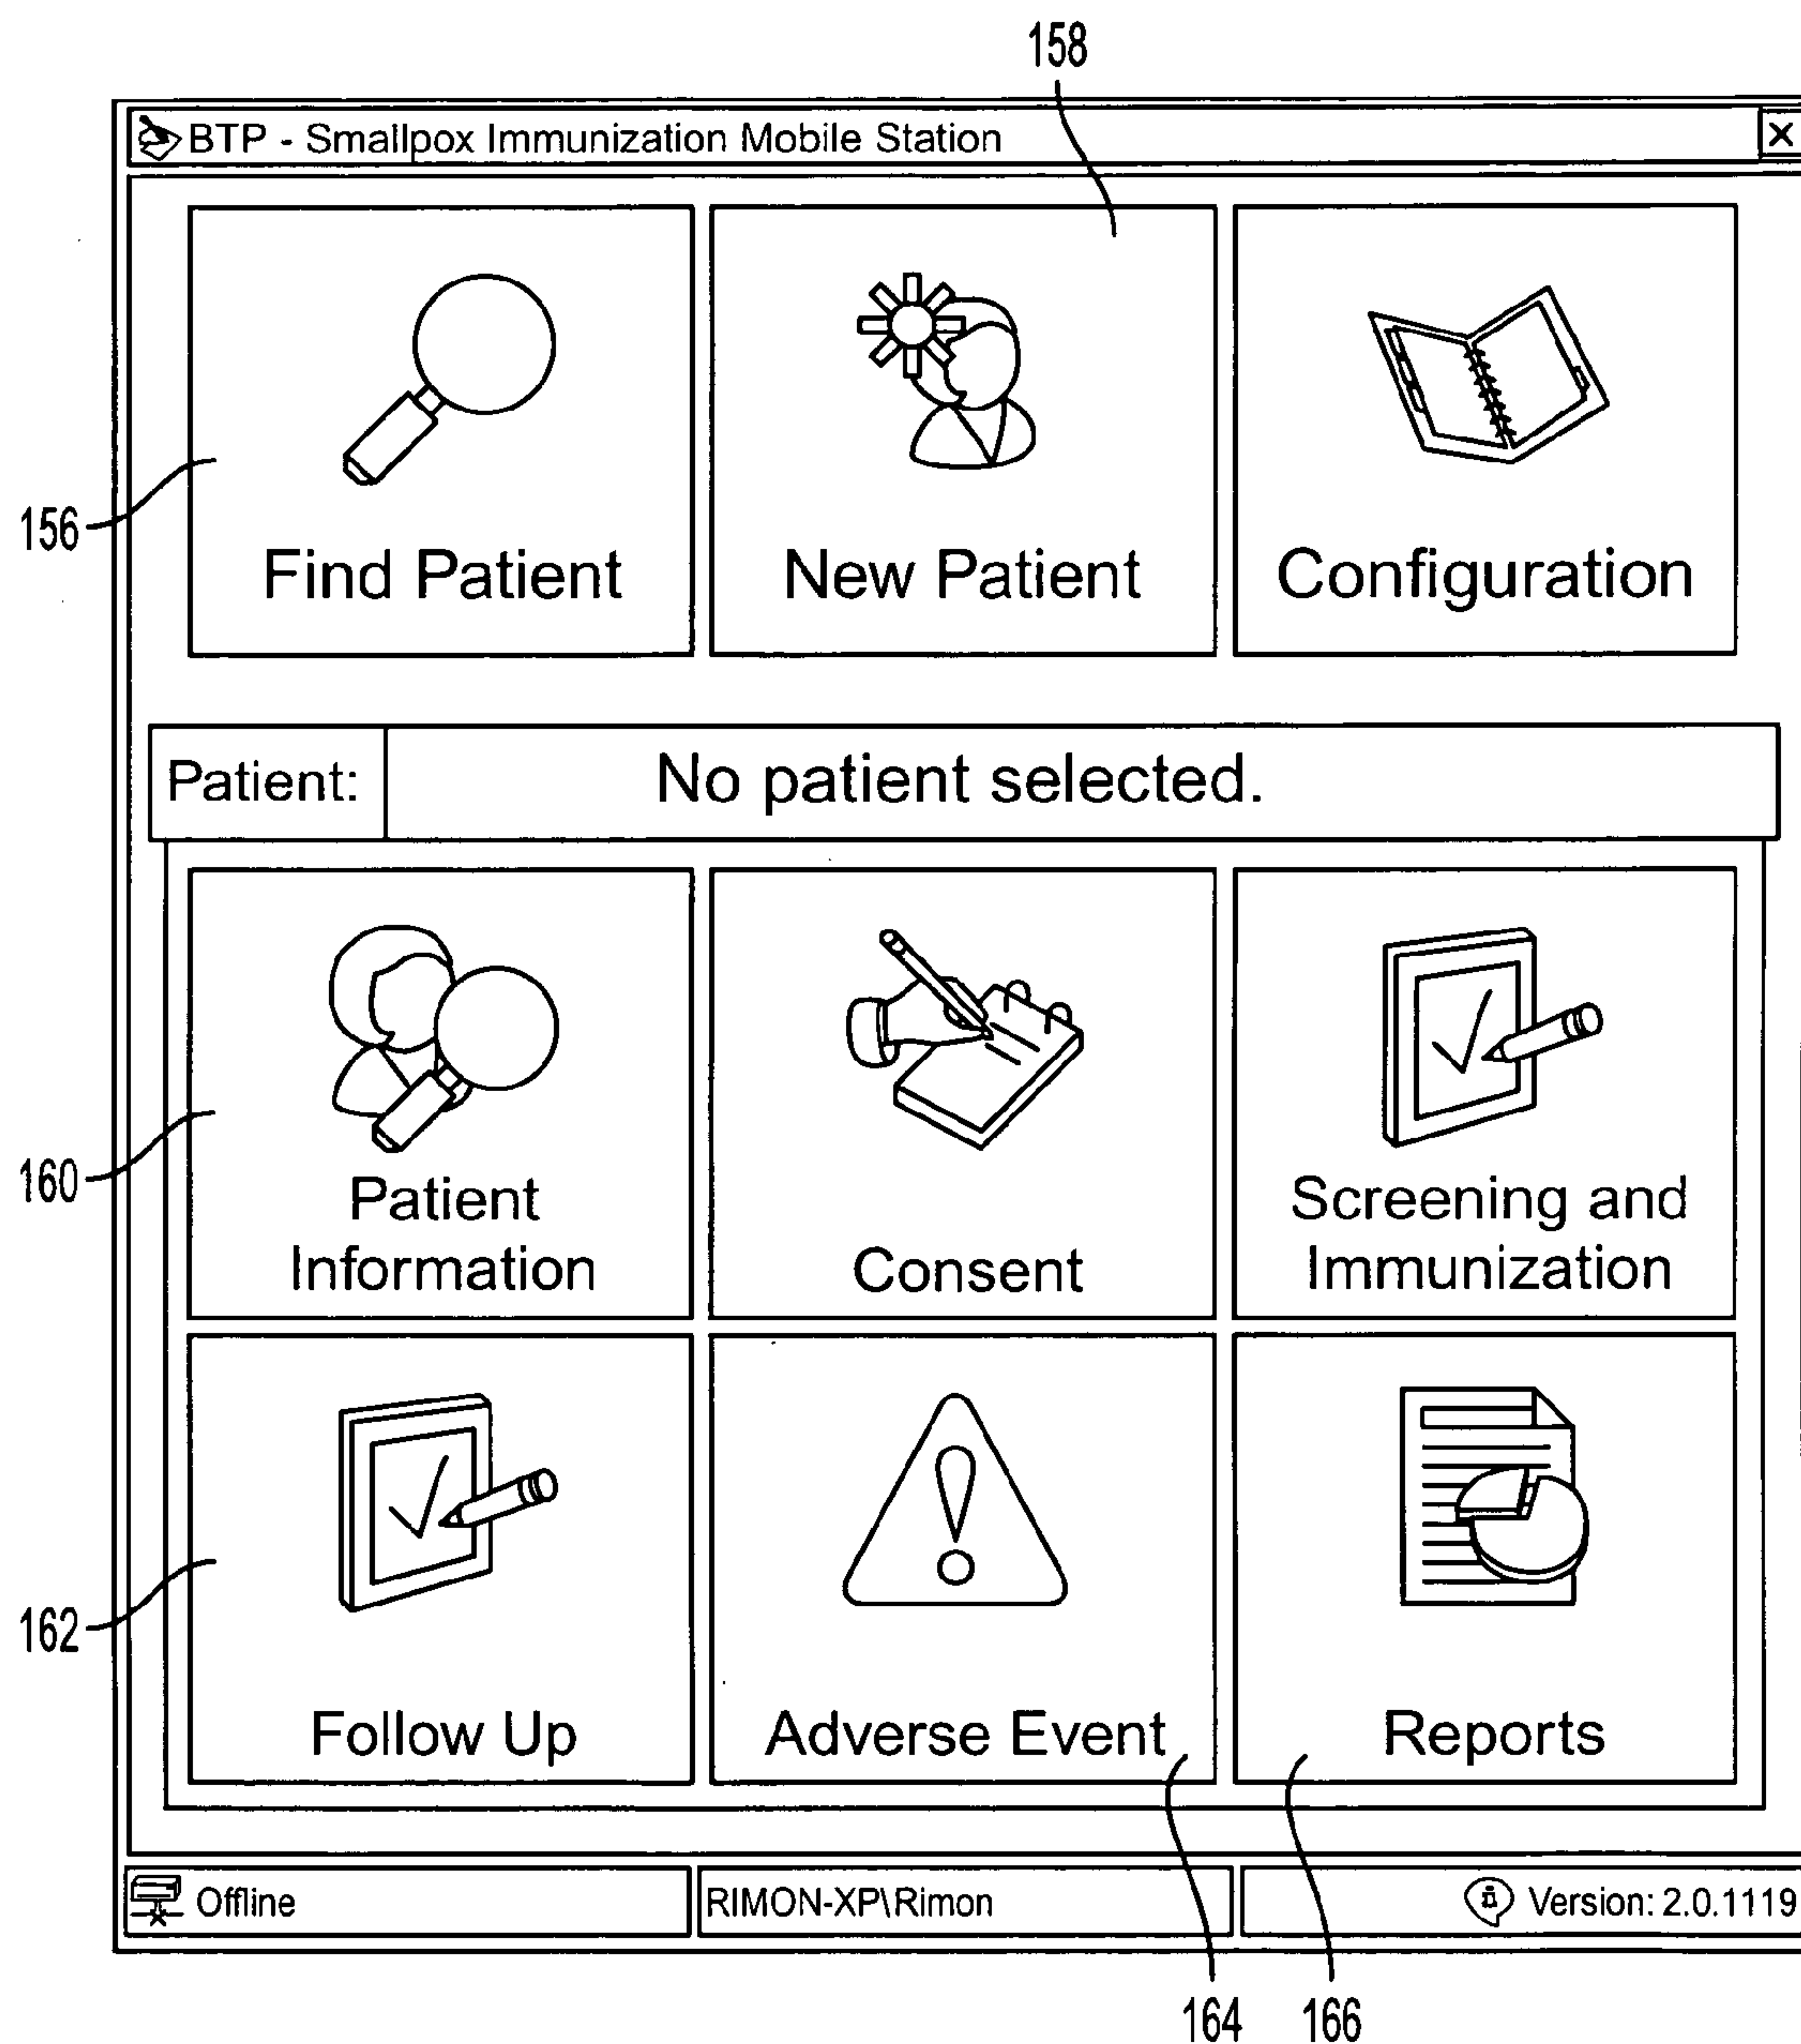 158
BTP - Smallpox Immunization Mobile Station
X
156
Find Patient
New Patient
Configuration
Patient:
No patient selected.
160
Patient
Information
Consent
Screening and
Immunization
162
Follow Up
Adverse Event
Reports
Offline
RIMON-XP\Rimon
i
Version: 2.0.1119
164
166